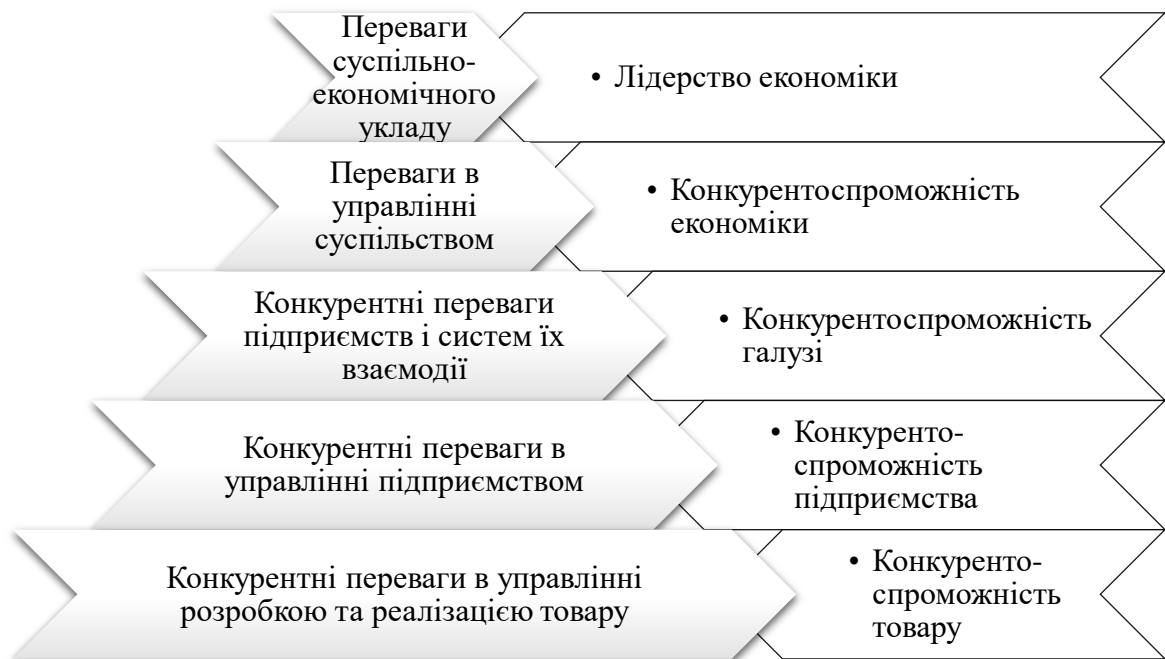 Переваги
суспільно-
економічного
укладу
• Лідерство економіки
Переваги в
управлінні
суспільством
• Конкурентоспроможність
економіки
Конкурентні переваги
підприємств і систем їх
взаємодії
• Конкурентоспроможність
галузі
Конкурентні переваги в
управлінні підприємством
• Конкуренто-
спроможність
підприємства
Конкурентні переваги в управлінні
розробкою та реалізацією товару
• Конкуренто-
спроможність
товару